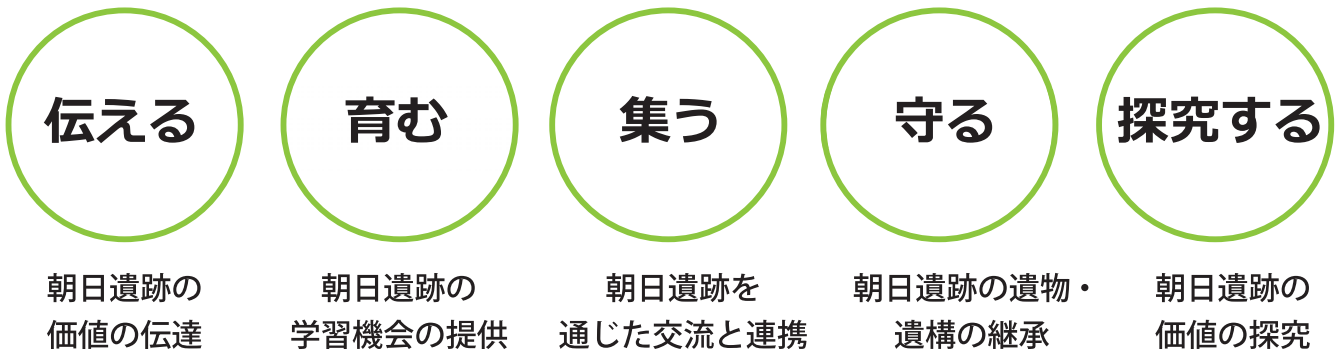 伝える
朝日遺跡の
価値の伝達
育む
朝日遺跡の
学習機会の提供
集う
朝日遺跡を
通じた交流と連携
守る
朝日遺跡の遺物・
遺構の継承
探究する
朝日遺跡の
価値の探究